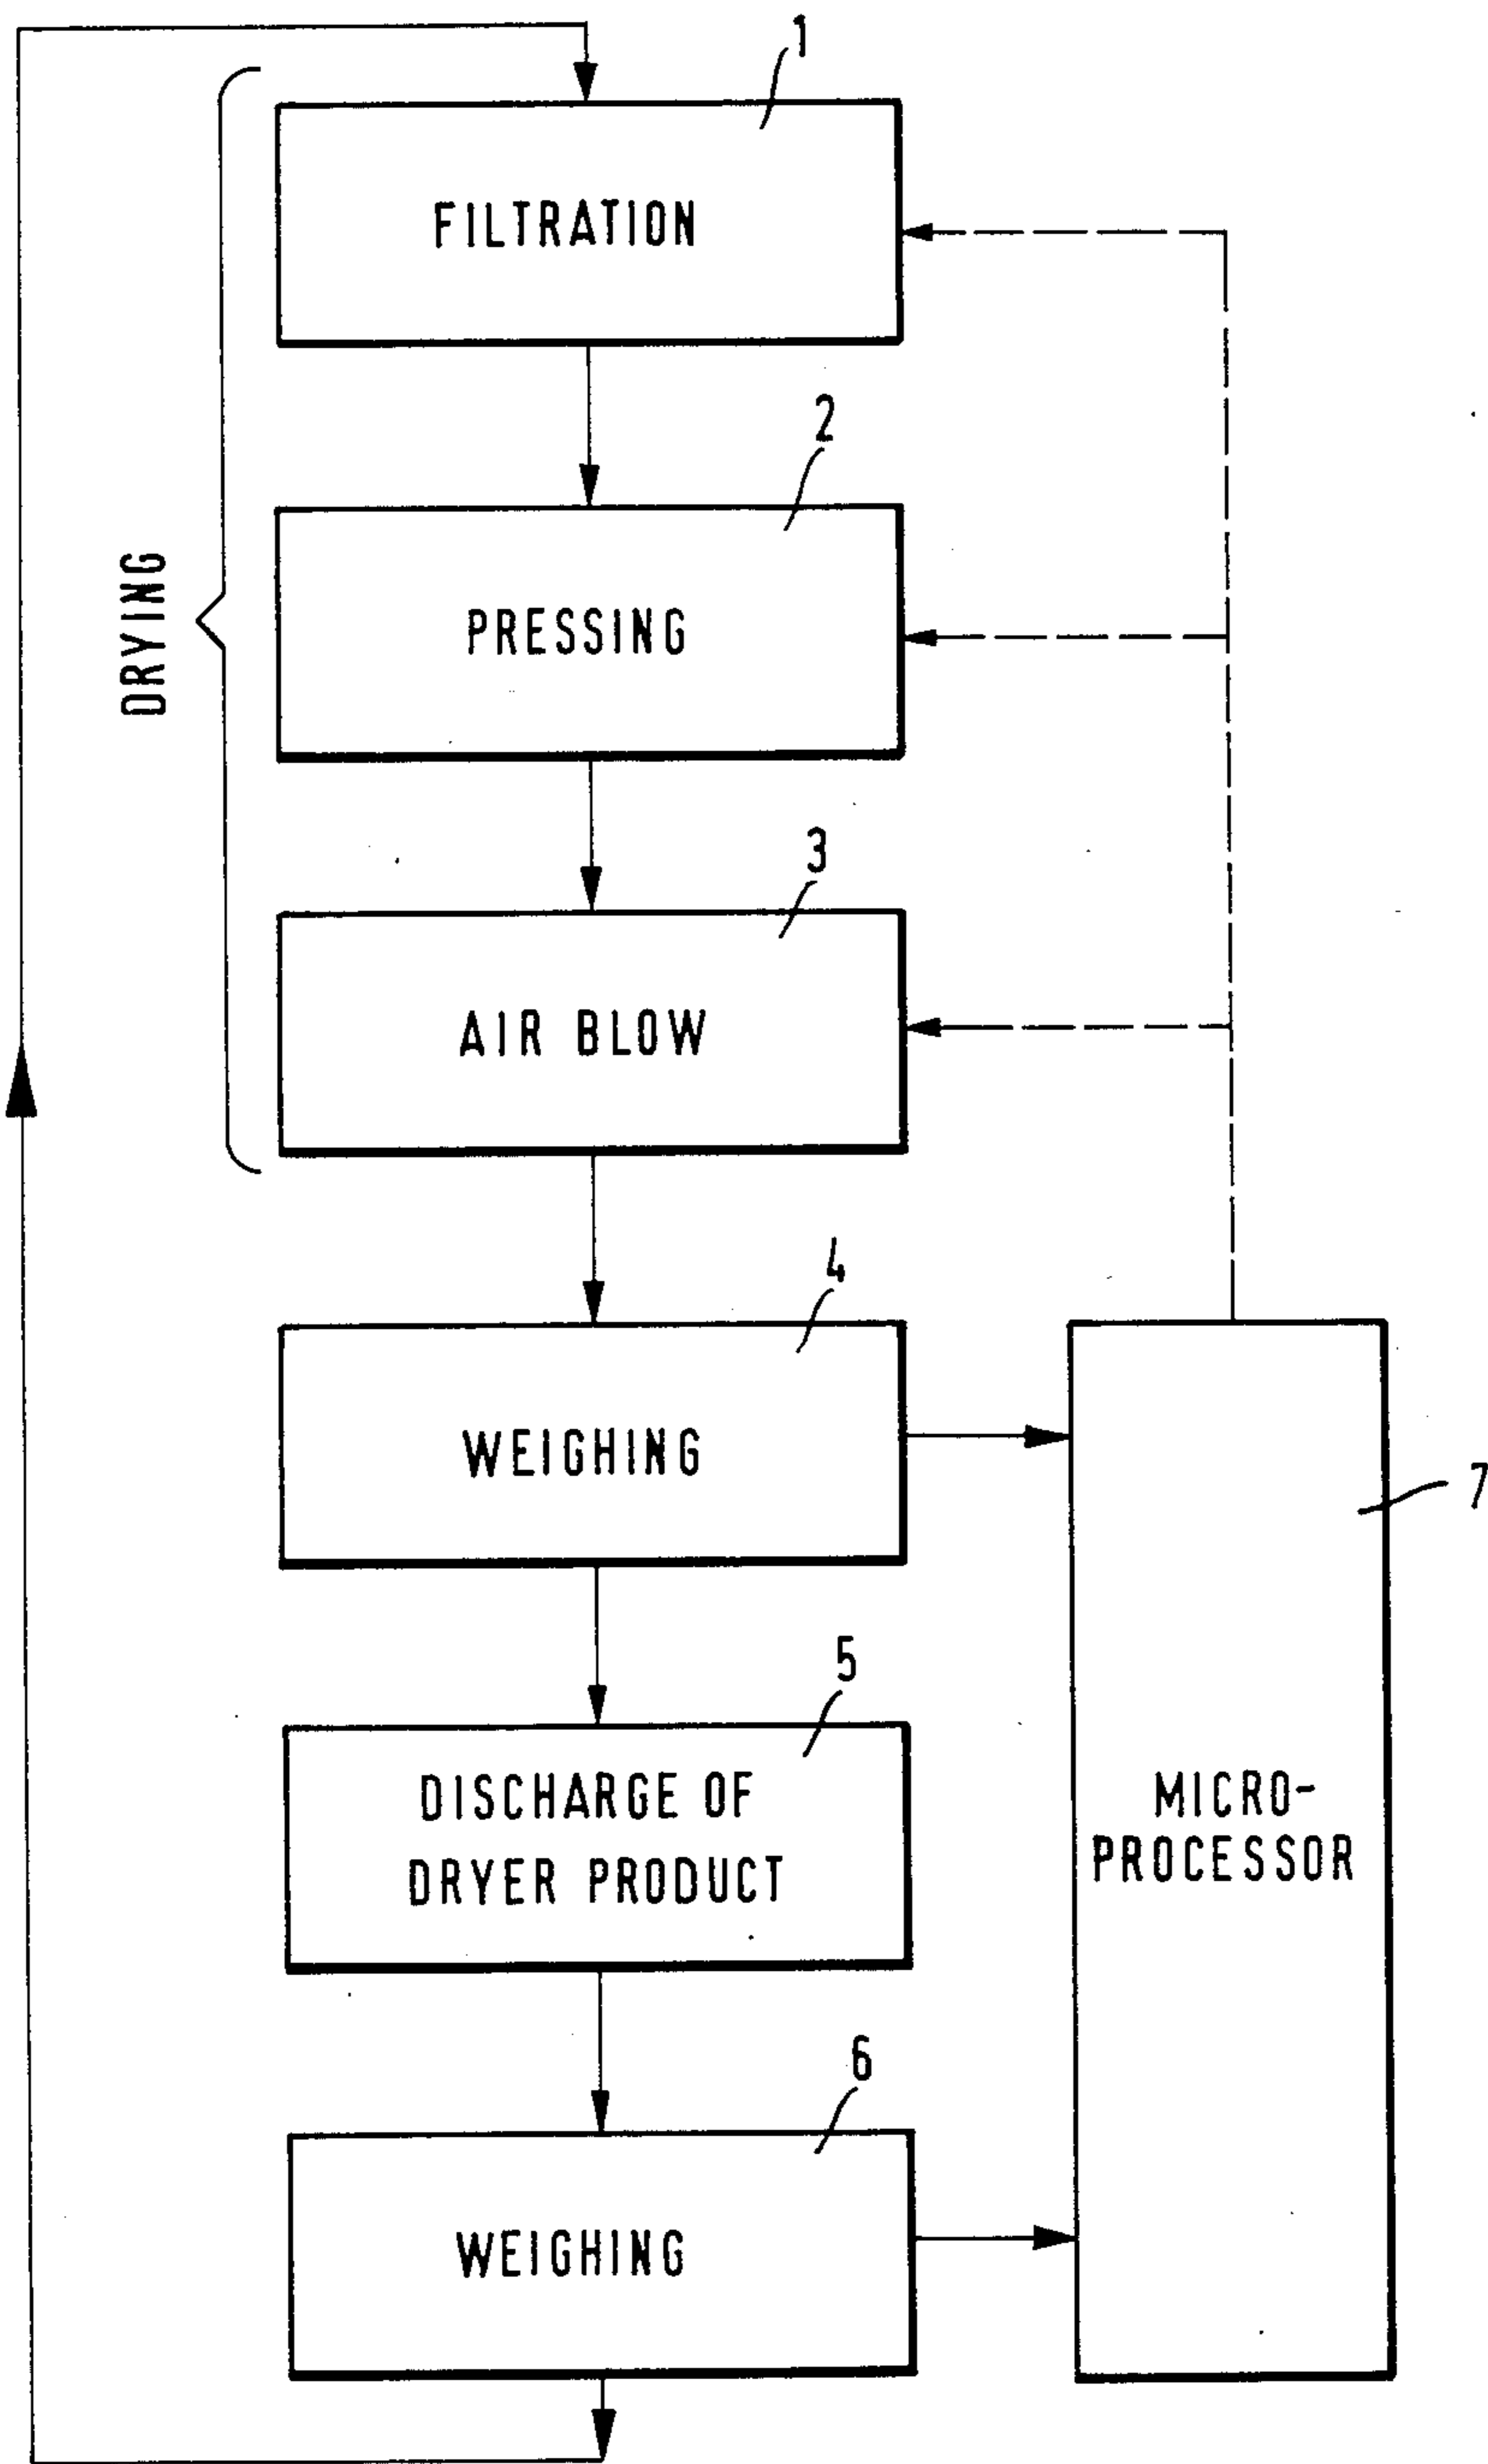 1
FILTRATION
2
PRESSING
DRYING
3
AIR BLOW
4
WEIGHING
7
5
DISCHARGE OF
DRYER PRODUCT
MICRO-
PROCESSOR
6
WEIGHING